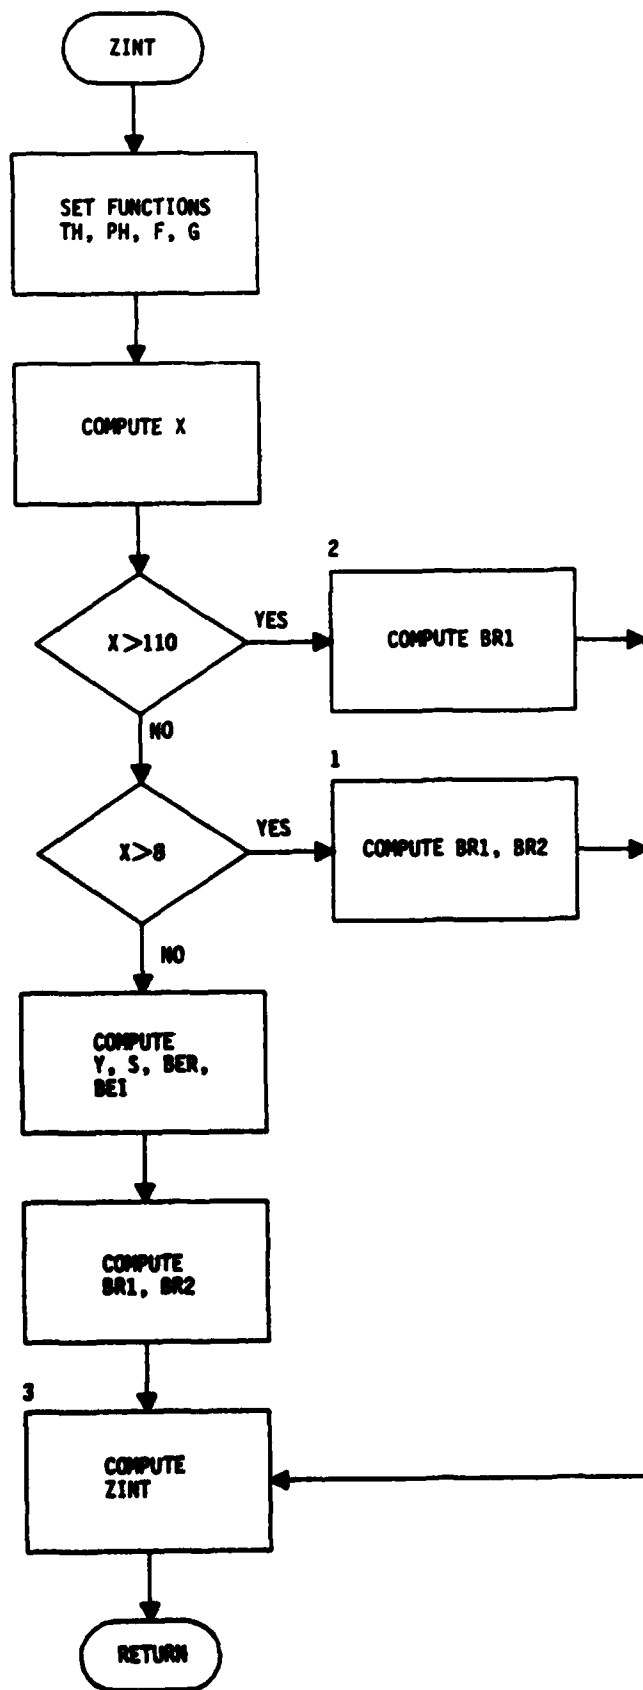 ZINT
SET FUNCTIONS
TH, PH, F, G
COMPUTE X
X>110
YES
2
COMPUTE BR1
NO
X>8
YES
1
COMPUTE BR1, BR2
NO
COMPUTE
Y, S, BER,
BEI
COMPUTE
BR1, BR2
3
COMPUTE
ZINT
RETURN